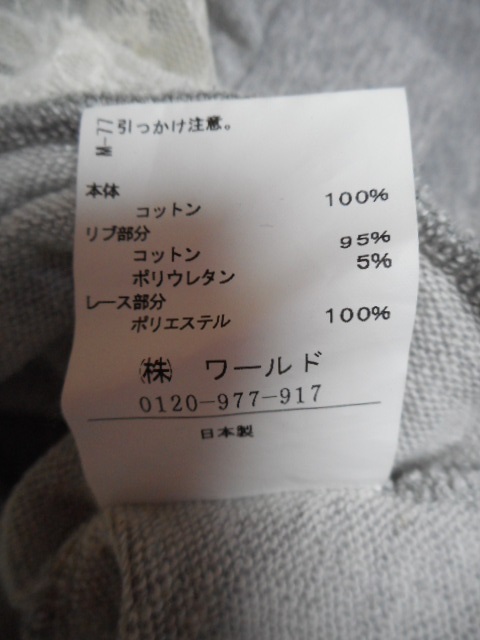 M-77 引っかけ注意。
本体
コットン 100%
リブ部分
コットン 95%
ポリウレタン 5%
レース部分
ポリエステル 100%
㈱ ワールド
0120-977-917
日本製